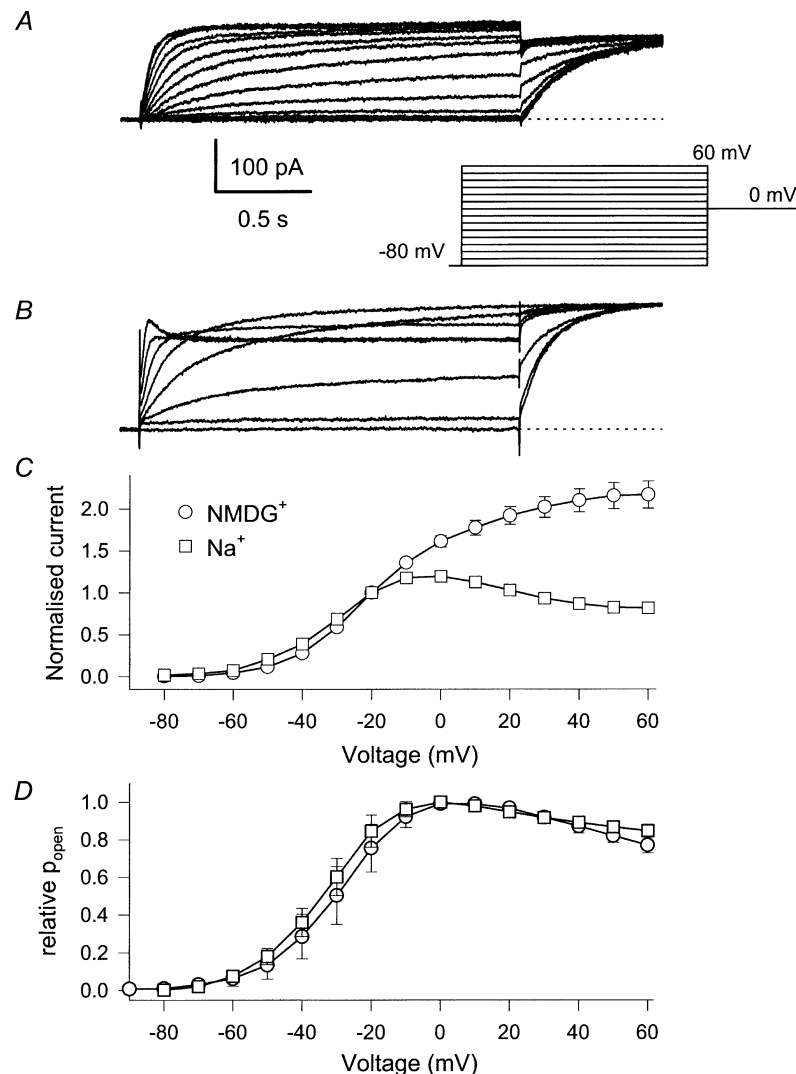 A
100 pA
0.5 s
60 mV
0 mV
-80 mV
B
C
Normalised current
2.0
1.5
1.0
0.5
0.0
NMDG+
Na+
-80 -60 -40 -20 0 20 40 60
Voltage (mV)
D
relative popen
1.0
0.8
0.6
0.4
0.2
0.0
-80 -60 -40 -20 0 20 40 60
Voltage (mV)